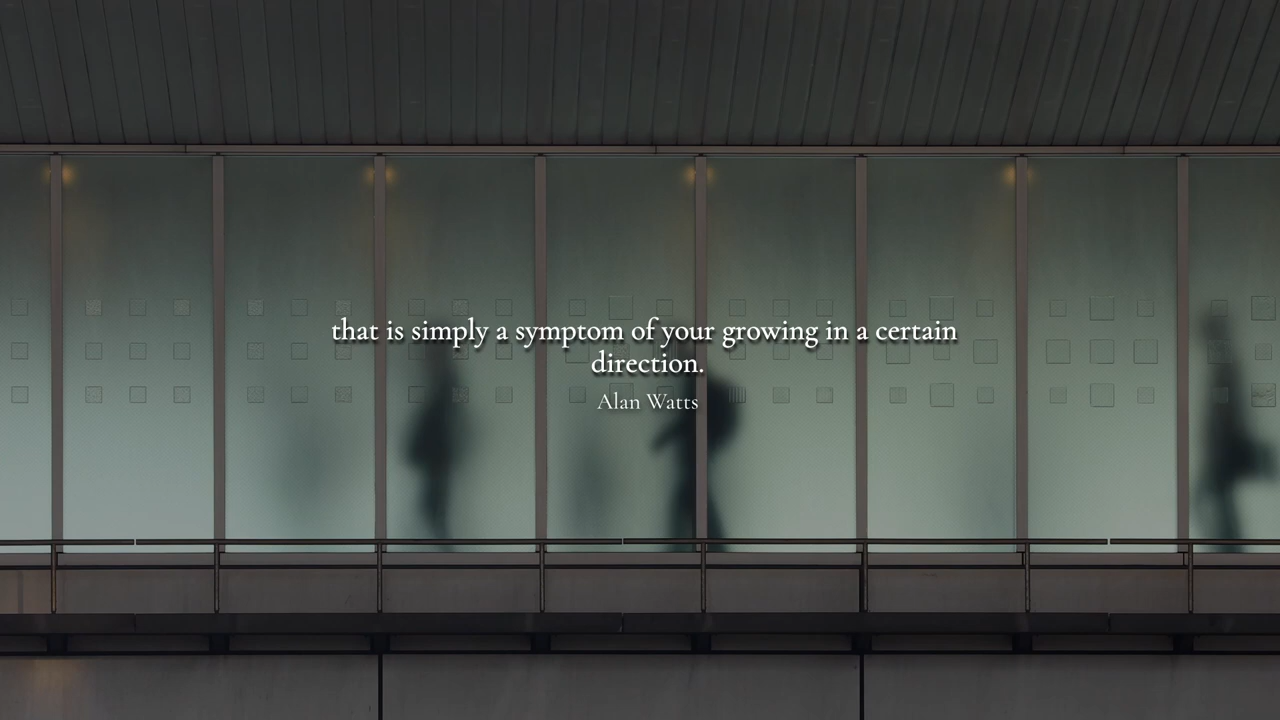 that is simply a symptom of your growing in a certain
direction.
Alan Watts